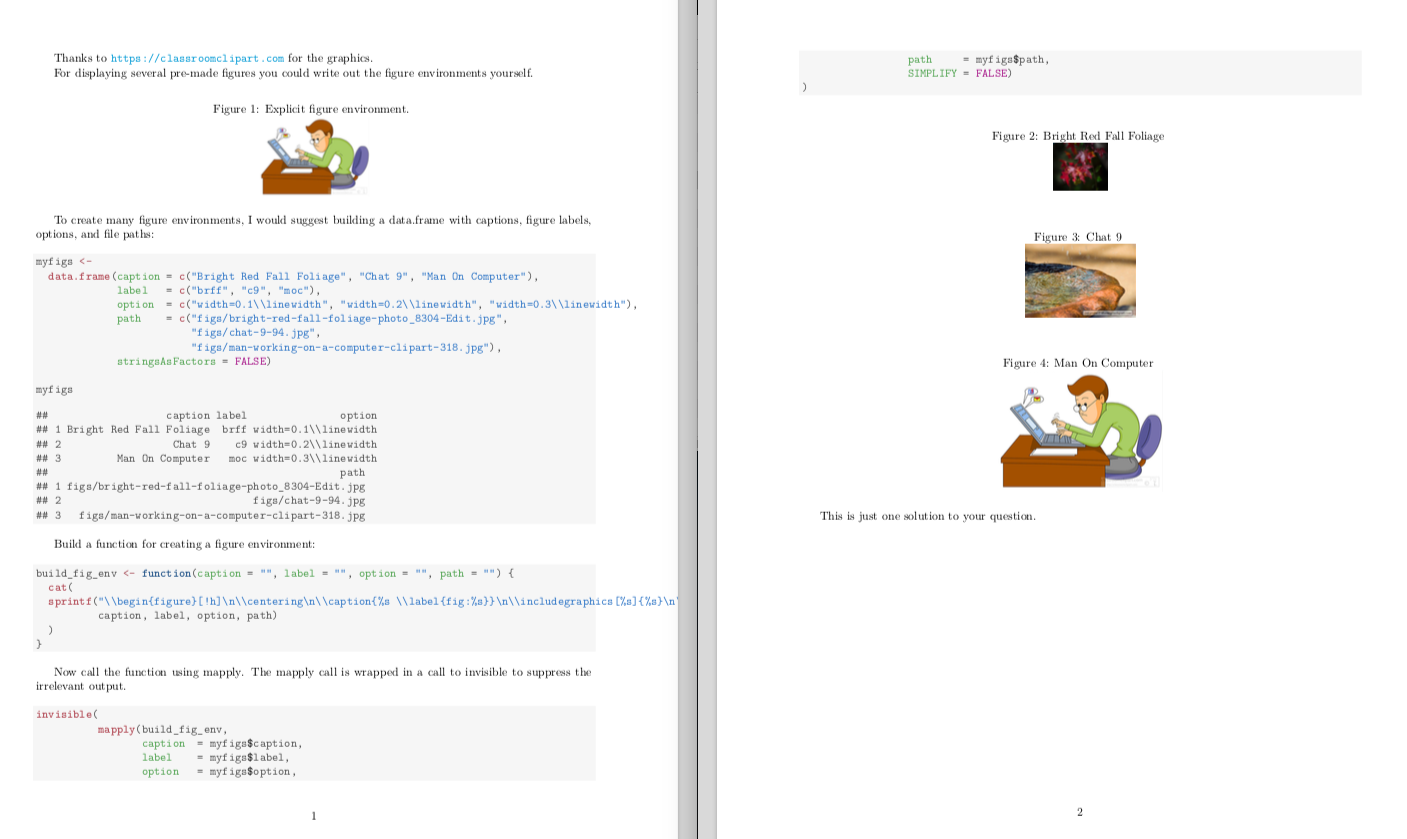 Thanks to https://classroomclipart.com for the graphics.
For displaying several pre-made figures you could write out the figure environments yourself.
Figure 1: Explicit figure environment.
To create many figure environments, I would suggest building a data.frame with captions, figure labels,
options, and file paths:
myfigs <-
  data.frame(caption = c("Bright Red Fall Foliage", "Chat 9", "Man On Computer"),
             label   = c("brff", "c9", "moc"),
             option  = c("width=0.1\\linewidth", "width=0.2\\linewidth", "width=0.3\\linewidth"),
             path    = c("figs/bright-red-fall-foliage-photo_8304-Edit.jpg",
                         "figs/chat-9-94.jpg",
                         "figs/man-working-on-a-computer-clipart-318.jpg"),
             stringsAsFactors = FALSE)
myfigs
##                   caption label               option
## 1 Bright Red Fall Foliage  brff width=0.1\\linewidth
## 2                  Chat 9    c9 width=0.2\\linewidth
## 3         Man On Computer   moc width=0.3\\linewidth
##                                               path
## 1 figs/bright-red-fall-foliage-photo_8304-Edit.jpg
## 2                               figs/chat-9-94.jpg
## 3   figs/man-working-on-a-computer-clipart-318.jpg
Build a function for creating a figure environment:
build_fig_env <- function(caption = "", label = "", option = "", path = "") {
  cat(
  sprintf("\\begin{figure}[!h]\n\\centering\n\\caption{%s \\label{fig:%s}}\n\\includegraphics[%s]{%s}\n
          caption, label, option, path)
  )
}
Now call the function using mapply. The mapply call is wrapped in a call to invisible to suppress the
irrelevant output.
invisible(
          mapply(build_fig_env,
                 caption  = myfigs$caption,
                 label    = myfigs$label,
                 option   = myfigs$option,
1
                 path     = myfigs$path,
                 SIMPLIFY = FALSE)
)
Figure 2: Bright Red Fall Foliage
Figure 3: Chat 9
Figure 4: Man On Computer
This is just one solution to your question.
2